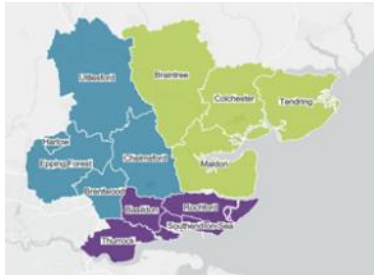 Uttlesford
Braintree
Colchester
Tendring
Harlow
Epping Forest
Chelmsford
Maldon
Brentwood
Basildon
Rochford
Southend-on-Sea
Thurrock